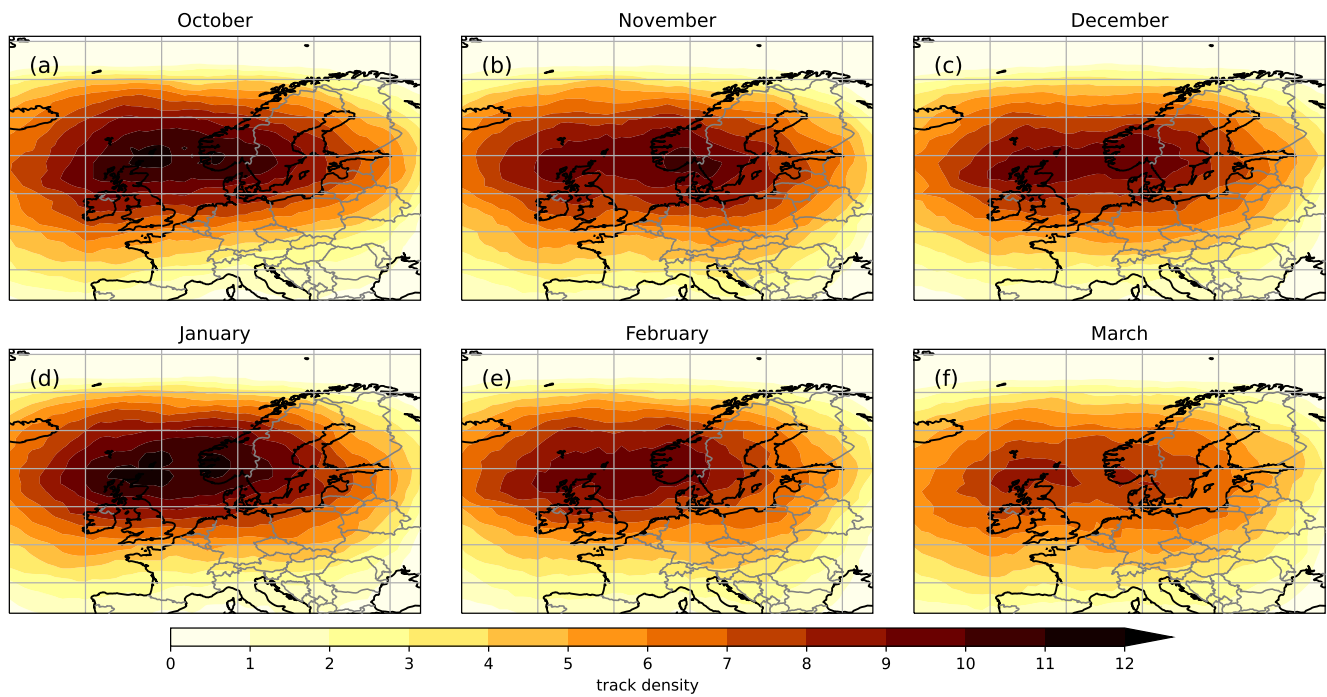 October
November
December
(a)
(b)
(c)
January
February
March
(d)
(e)
(f)
0 1 2 3 4 5 6 7 8 9 10 11 12
track density